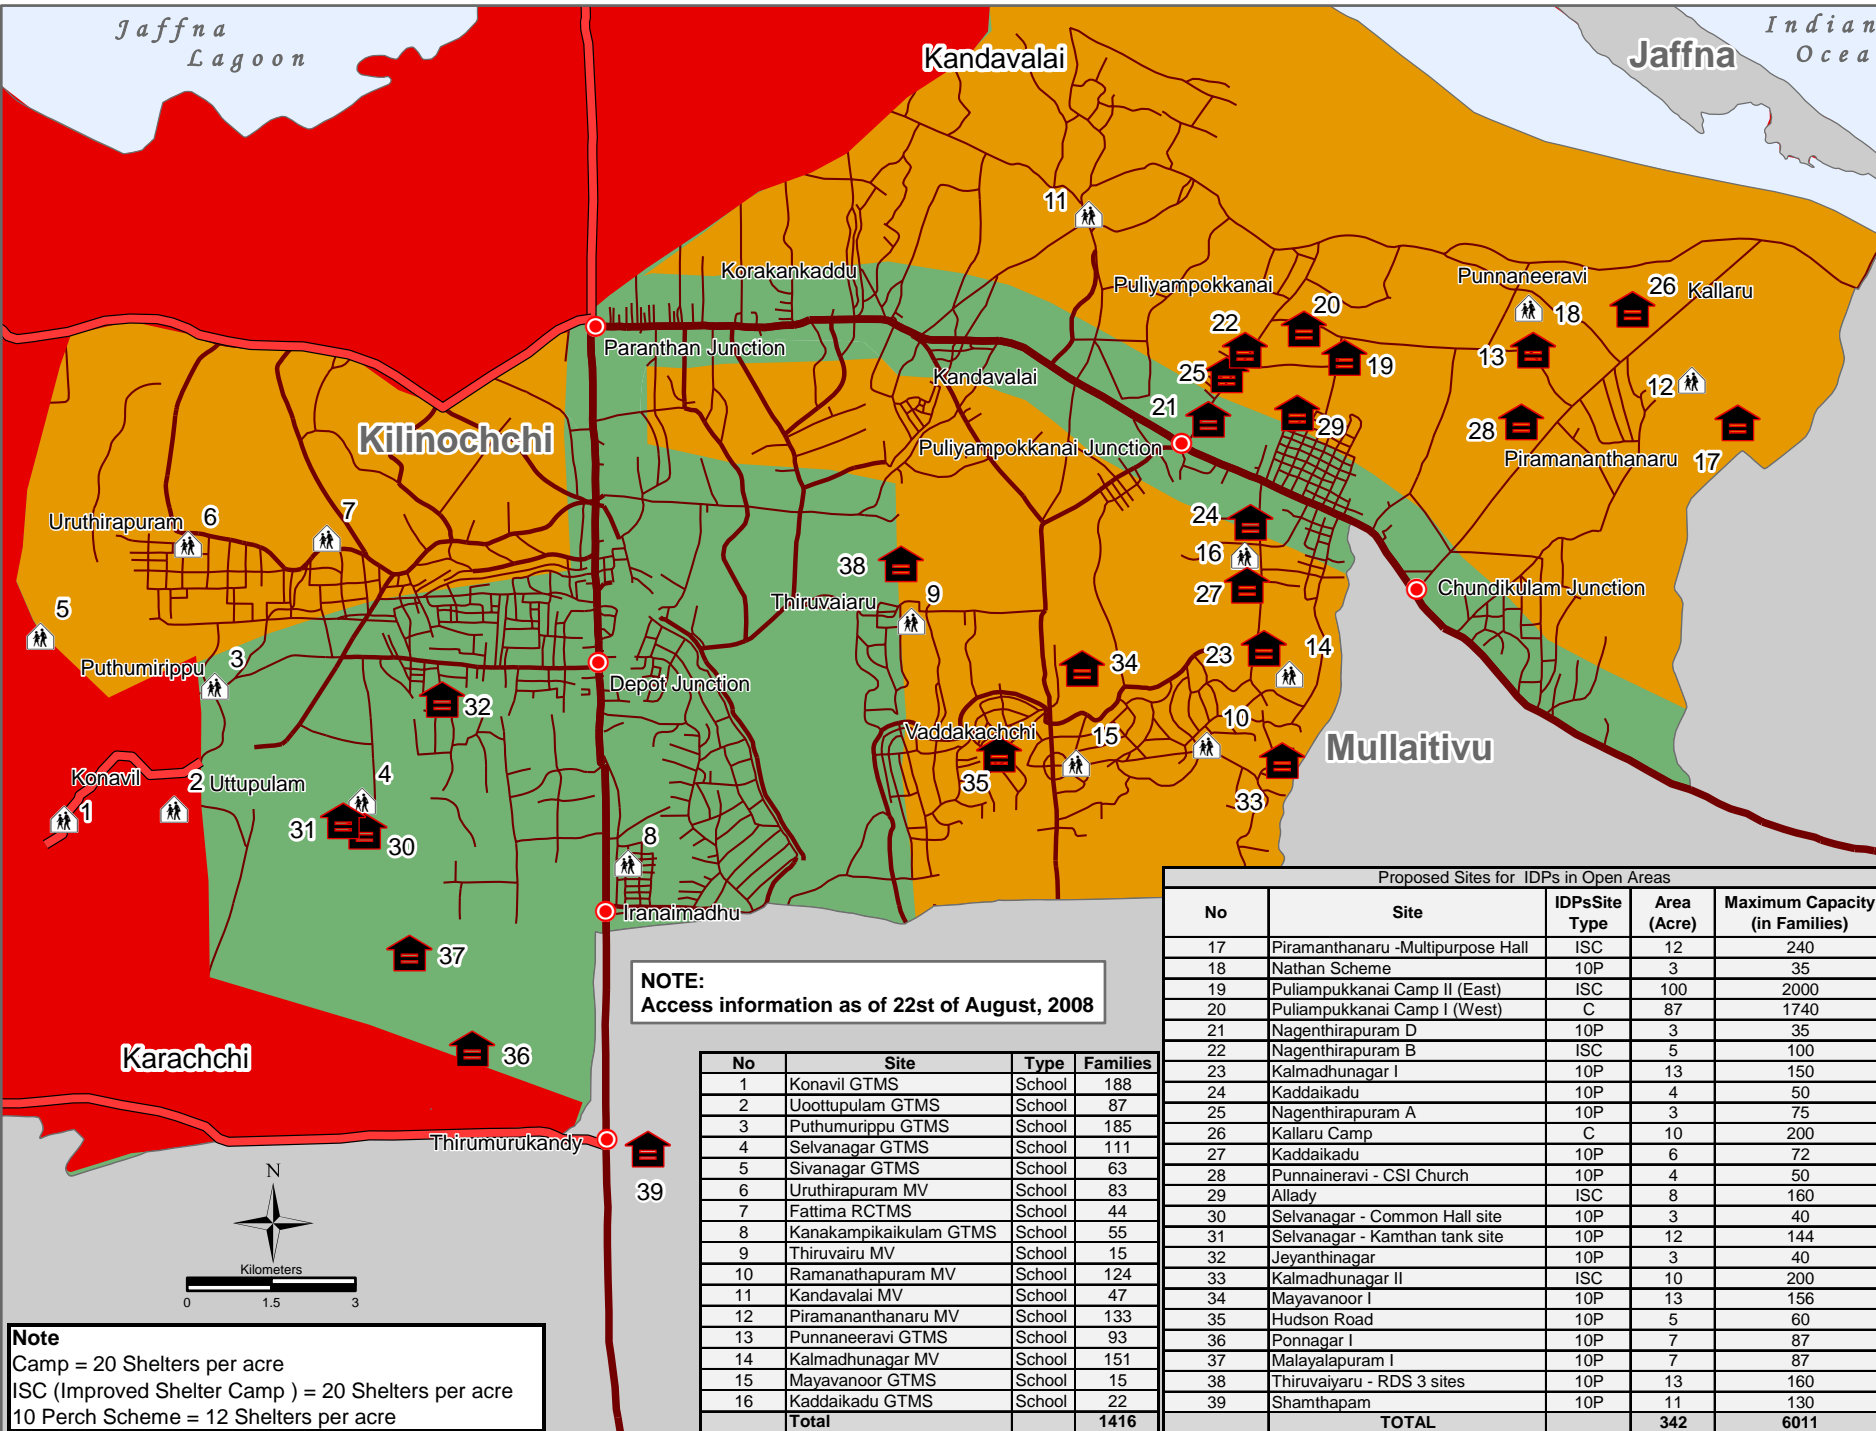 Jaffna
Lagoon
Kandavalai
Jaffna
Indian
Ocea
11
Korakankaddu
Puliyampokkanai
Punnaneeravi
26
Kallaru
20
18
22
Paranthan Junction
13
19
25
Kandavalai
12
21
Kilinochchi
29
28
Puliyampokkanai Junction
Piramananthanaru
17
7
6
Uruthirapuram
24
16
38
27
Chundikulam Junction
Thiruvaiaru
9
5
3
Puthumirippu
23
14
34
Depot Junction
32
10
Vaddakachchi
15
Mullaitivu
4
Konavil
2
Uttupulam
35
33
1
31
30
8
Iranaimadhu
37
36
Karachchi
Thirumurukandy
39
NOTE:
Access information as of 22st of August, 2008
N
Kilometers
0 1.5 3
Note
Camp = 20 Shelters per acre
ISC (Improved Shelter Camp ) = 20 Shelters per acre
10 Perch Scheme = 12 Shelters per acre
No Site Type Families
1 Konavil GTMS School 188
2 Uoottupulam GTMS School 87
3 Puthumurippu GTMS School 185
4 Selvanagar GTMS School 111
5 Sivanagar GTMS School 63
6 Uruthirapuram MV School 83
7 Fattima RCTMS School 44
8 Kanakampikaikulam GTMS School 55
9 Thiruvairu MV School 15
10 Ramanathapuram MV School 124
11 Kandavalai MV School 47
12 Piramananthanaru MV School 133
13 Punnaneeravi GTMS School 93
14 Kalmadhunagar MV School 151
15 Mayavanoor GTMS School 15
16 Kaddaikadu GTMS School 22
Total 1416
Proposed Sites for IDPs in Open Areas
No Site IDPsSite Type Area (Acre) Maximum Capacity (in Families)
17 Piramanthanaru -Multipurpose Hall ISC 12 240
18 Nathan Scheme 10P 3 35
19 Puliampukkanai Camp II (East) ISC 100 2000
20 Puliampukkanai Camp I (West) C 87 1740
21 Nagenthirapuram D 10P 3 35
22 Nagenthirapuram B ISC 5 100
23 Kalmadhunagar I 10P 13 150
24 Kaddaikadu 10P 4 50
25 Nagenthirapuram A 10P 3 75
26 Kallaru Camp C 10 200
27 Kaddaikadu 10P 6 72
28 Punnaineravi - CSI Church 10P 4 50
29 Allady ISC 8 160
30 Selvanagar - Common Hall site 10P 3 40
31 Selvanagar - Kamthan tank site 10P 12 144
32 Jeyanthinagar 10P 3 40
33 Kalmadhunagar II ISC 10 200
34 Mayavanoor I 10P 13 156
35 Hudson Road 10P 5 60
36 Ponnagar I 10P 7 87
37 Malayalapuram I 10P 7 87
38 Thiruvaiyaru - RDS 3 sites 10P 13 160
39 Shamthapam 10P 11 130
TOTAL 342 6011